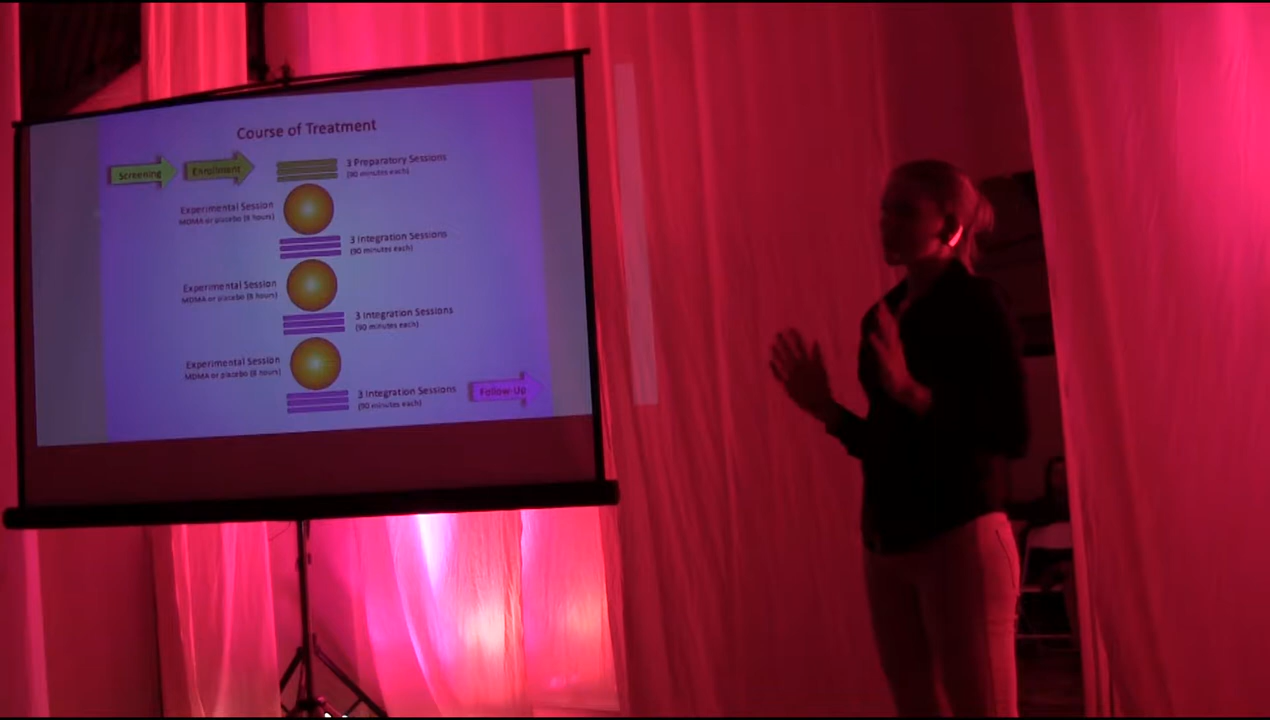 Course of Treatment
Screening
Enrollment
3 Preparatory Sessions
(90 minutes each)
Experimental Session
MDMA or placebo (8 hours)
3 Integration Sessions
(90 minutes each)
Experimental Session
MDMA or placebo (8 hours)
3 Integration Sessions
(90 minutes each)
Experimental Session
MDMA or placebo (8 hours)
3 Integration Sessions
(90 minutes each)
Follow-Up